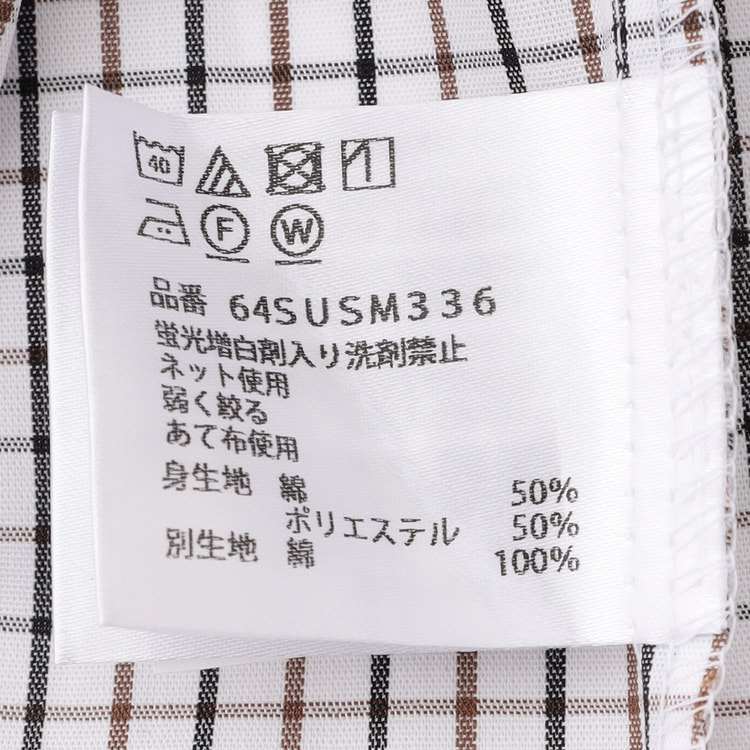 40
F W
品番 64SUSM336
蛍光増白剤入り洗剤禁止
ネット使用
弱く絞る
あて布使用
身生地 綿 50%
ポリエステル 50%
別生地 綿 100%